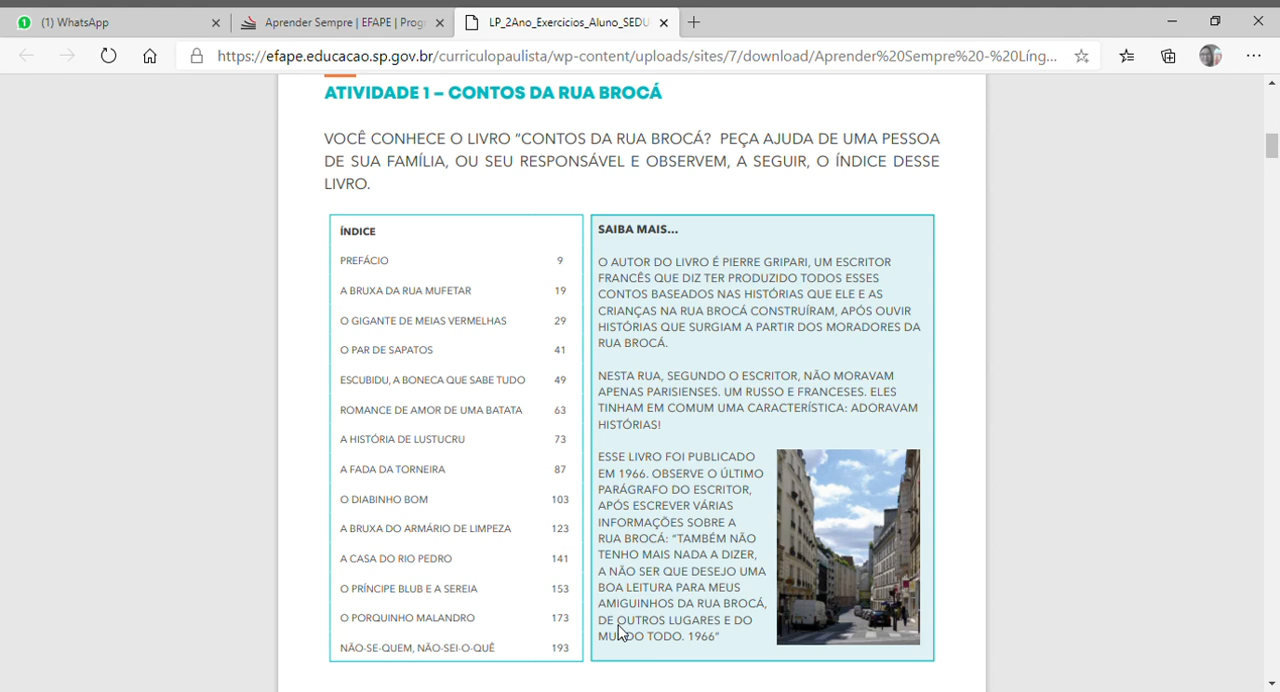 (1) WhatsApp
Aprender Sempre | EFAPE | Progr
LP_2Ano_Exercicios_Aluno_SEDU
https://efape.educacao.sp.gov.br/curriculopaulista/wp-content/uploads/sites/7/download/Aprender%20Sempre%20-%20Líng...
ATIVIDADE 1 – CONTOS DA RUA BROCÁ
VOCÊ CONHECE O LIVRO "CONTOS DA RUA BROCÁ? PEÇA AJUDA DE UMA PESSOA
DE SUA FAMÍLIA, OU SEU RESPONSÁVEL E OBSERVEM, A SEGUIR, O ÍNDICE DESSE
LIVRO.
ÍNDICE
PREFÁCIO 9
A BRUXA DA RUA MUFETAR 19
O GIGANTE DE MEIAS VERMELHAS 29
O PAR DE SAPATOS 41
ESCUBIDU, A BONECA QUE SABE TUDO 49
ROMANCE DE AMOR DE UMA BATATA 63
A HISTÓRIA DE LUSTUCRU 73
A FADA DA TORNEIRA 87
O DIABINHO BOM 103
A BRUXA DO ARMÁRIO DE LIMPEZA 123
A CASA DO RIO PEDRO 141
O PRÍNCIPE BLUB E A SEREIA 153
O PORQUINHO MALANDRO 173
NÃO-SE-QUEM, NÃO-SEI-O-QUÊ 193
SAIBA MAIS...
O AUTOR DO LIVRO É PIERRE GRIPARI, UM ESCRITOR
FRANCÊS QUE DIZ TER PRODUZIDO TODOS ESSES
CONTOS BASEADOS NAS HISTÓRIAS QUE ELE E AS
CRIANÇAS NA RUA BROCÁ CONSTRUÍRAM, APÓS OUVIR
HISTÓRIAS QUE SURGIAM A PARTIR DOS MORADORES DA
RUA BROCÁ.
NESTA RUA, SEGUNDO O ESCRITOR, NÃO MORAVAM
APENAS PARISIENSES. UM RUSSO E FRANCESES. ELES
TINHAM EM COMUM UMA CARACTERÍSTICA: ADORAVAM
HISTÓRIAS!
ESSE LIVRO FOI PUBLICADO
EM 1966. OBSERVE O ÚLTIMO
PARÁGRAFO DO ESCRITOR,
APÓS ESCREVER VÁRIAS
INFORMAÇÕES SOBRE A
RUA BROCÁ: "TAMBÉM NÃO
TENHO MAIS NADA A DIZER,
A NÃO SER QUE DESEJO UMA
BOA LEITURA PARA MEUS
AMIGUINHOS DA RUA BROCÁ,
DE OUTROS LUGARES E DO
MUNDO TODO. 1966"